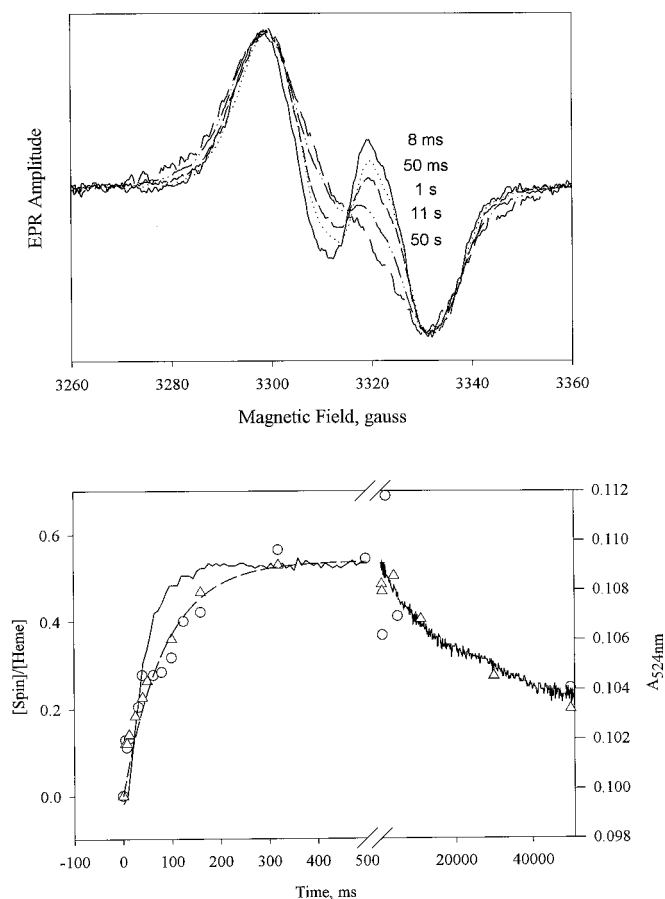 EPR Amplitude
8 ms
50 ms
1 s
11 s
50 s
3260 3280 3300 3320 3340 3360
Magnetic Field, gauss
[Spin]/[Heme]
0.6
0.4
0.2
0.0
0.112
0.110
0.108
0.106
0.104
0.102
0.100
0.098
A524nm
-100 0 100 200 300 400 500 20000 40000
Time, ms